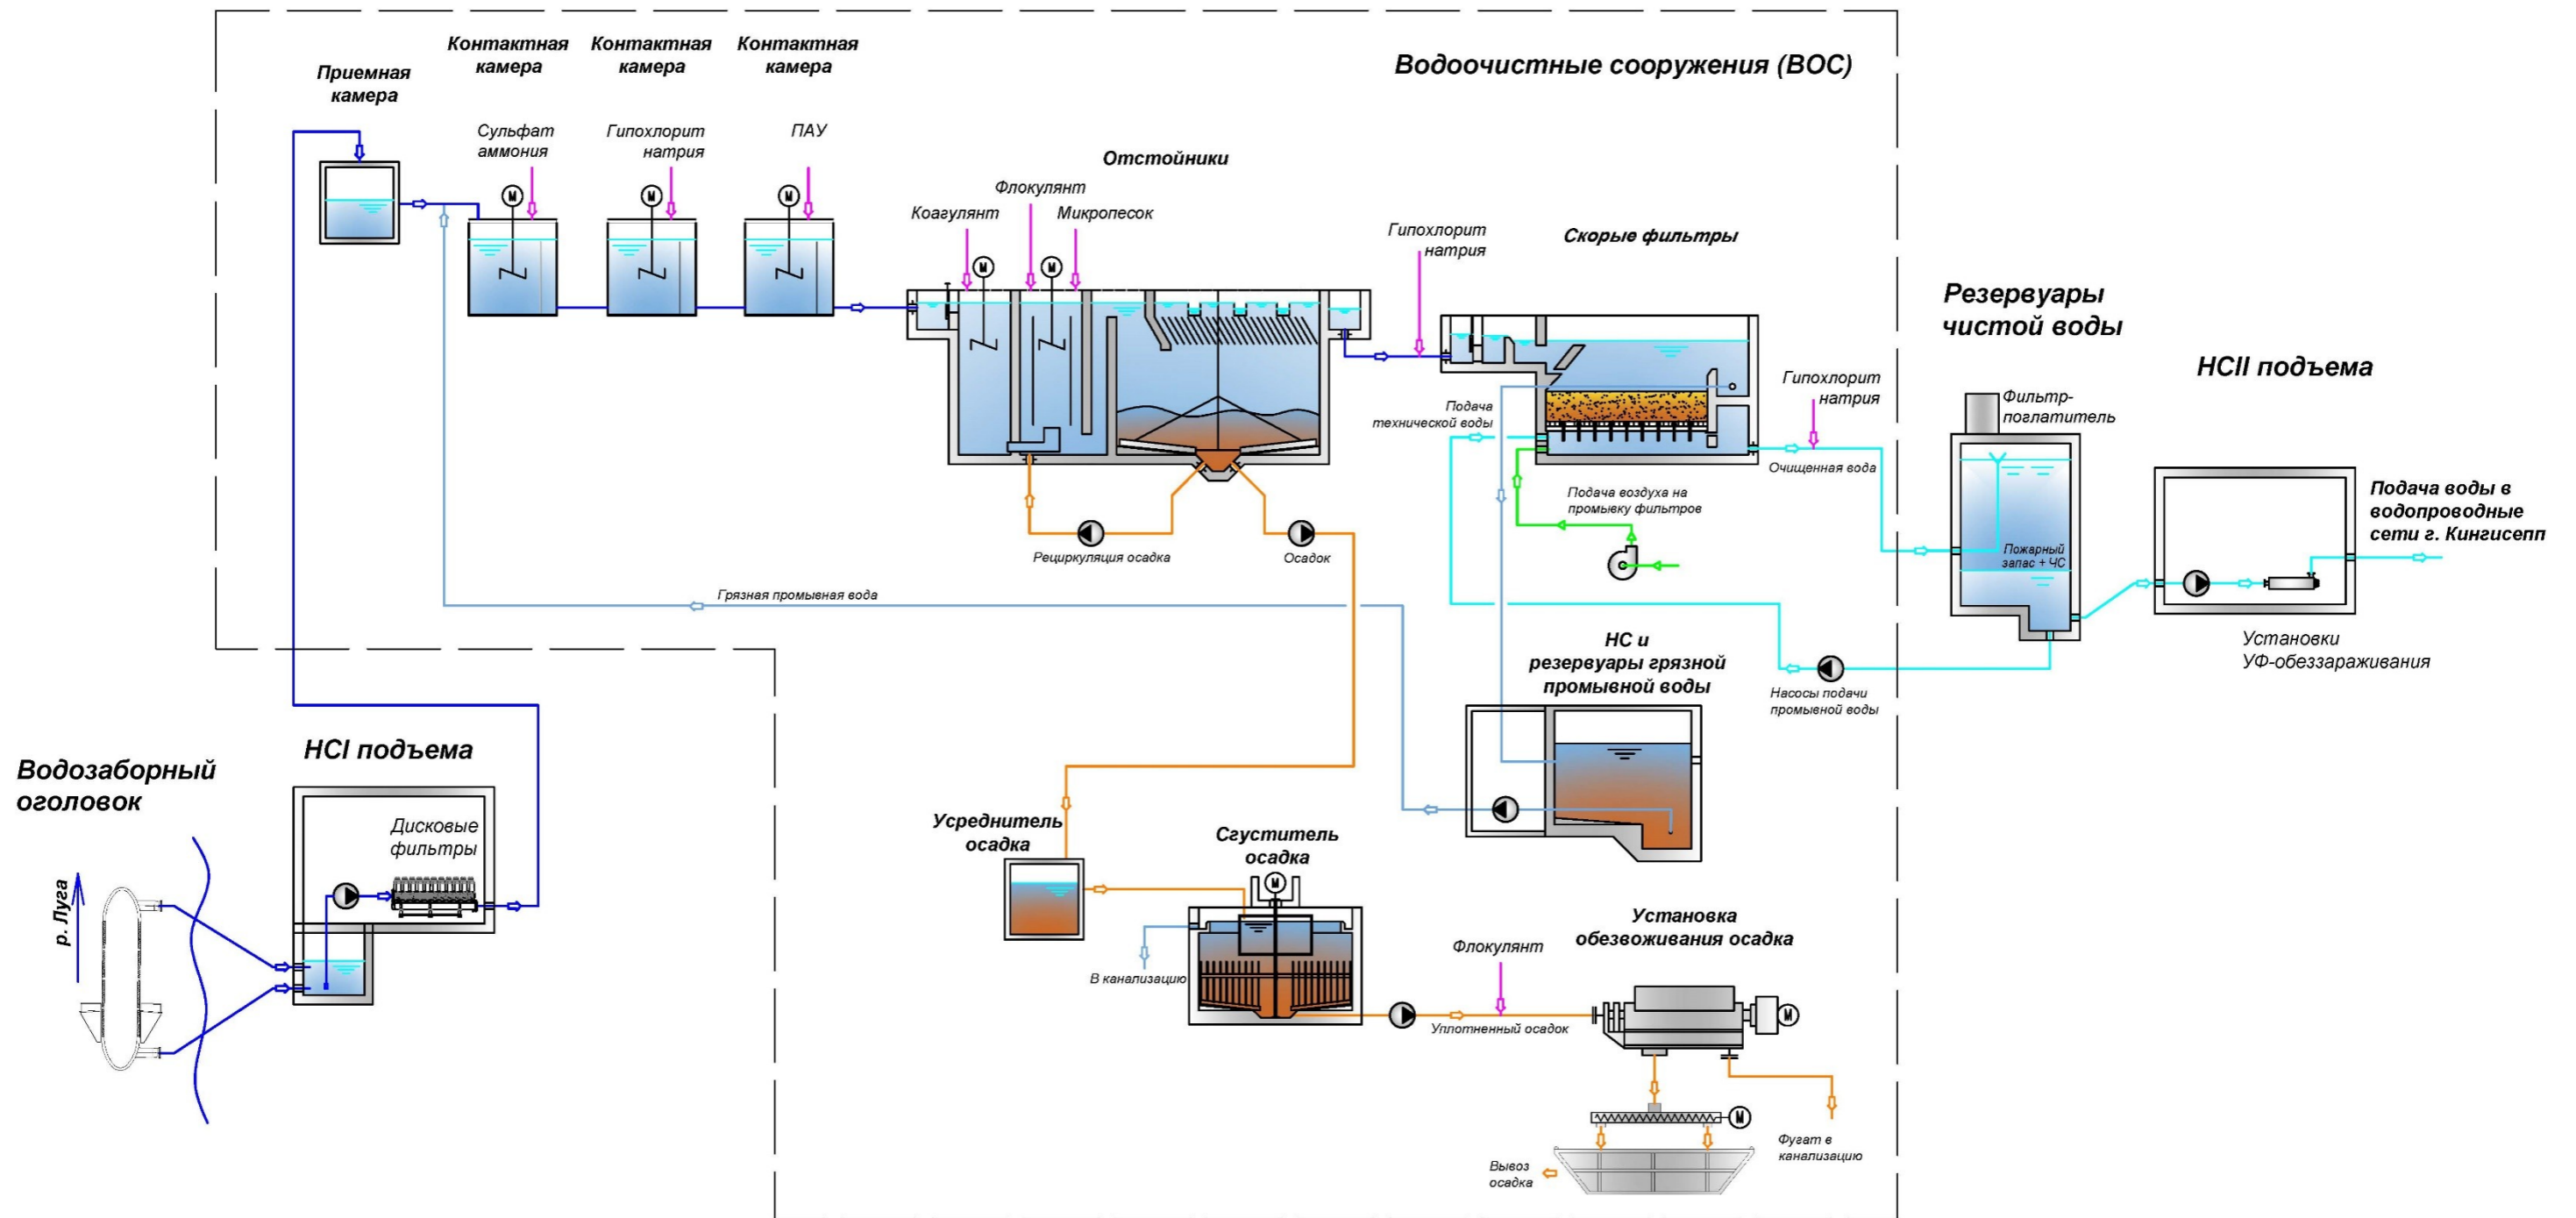 Водоочистные сооружения (ВОС)
Приемная
камера
Контактная
камера
Контактная
камера
Контактная
камера
Сульфат
аммония
Гипохлорит
натрия
ПАУ
M
M
M
Отстойники
Коагулянт
Флокулянт
Микропесок
M
M
Гипохлорит
натрия
Скорые фильтры
Подача
технической воды
Гипохлорит
натрия
Очищенная вода
Подача воздуха на
промывку фильтров
Рециркуляция осадка
Осадок
Грязная промывная вода
Резервуары
чистой воды
Фильтр-
поглатитель
Пожарный
запас + ЧС
НСII подъема
Подача воды в
водопроводные
сети г. Кингисепп
Установки
УФ-обеззараживания
Насосы подачи
промывной воды
НС и
резервуары грязной
промывной воды
Водозаборный
оголовок
р. Луга
НСI подъема
Дисковые
фильтры
Усреднитель
осадка
Сгуститель
осадка
M
В канализацию
Флокулянт
Уплотненный осадок
Установка
обезвоживания осадка
M
M
Фугат в
канализацию
Вывоз
осадка